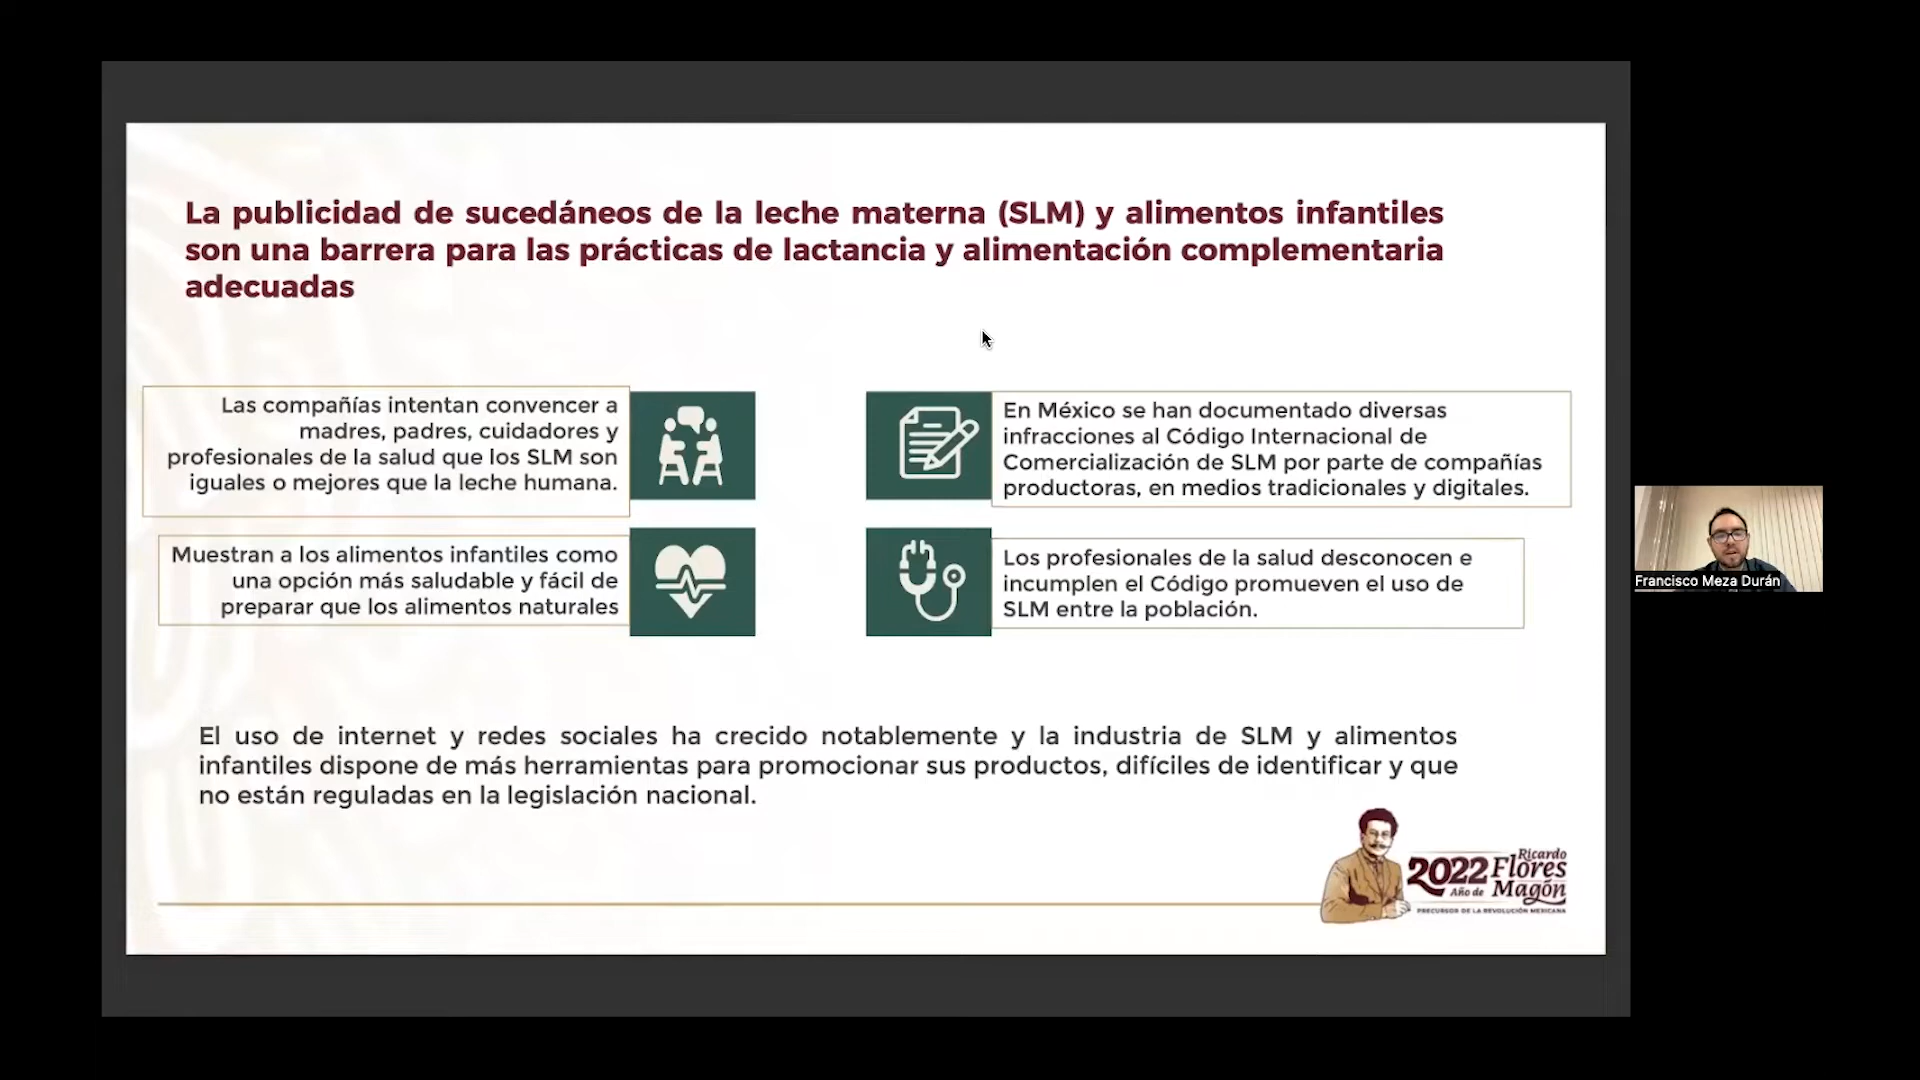 La publicidad de sucedáneos de la leche materna (SLM) y alimentos infantiles
son una barrera para las prácticas de lactancia y alimentación complementaria
adecuadas
Las compañías intentan convencer a
madres, padres, cuidadores y
profesionales de la salud que los SLM son
iguales o mejores que la leche humana.
Muestran a los alimentos infantiles como
una opción más saludable y fácil de
preparar que los alimentos naturales
En México se han documentado diversas
infracciones al Código Internacional de
Comercialización de SLM por parte de compañías
productoras, en medios tradicionales y digitales.
Los profesionales de la salud desconocen e
incumplen el Código promueven el uso de
SLM entre la población.
El uso de internet y redes sociales ha crecido notablemente y la industria de SLM y alimentos
infantiles dispone de más herramientas para promocionar sus productos, difíciles de identificar y que
no están reguladas en la legislación nacional.
2022 Ricardo
Año de Flores
Magón
PRECURSOR DE LA REVOLUCIÓN MEXICANA
Francisco Meza Durán